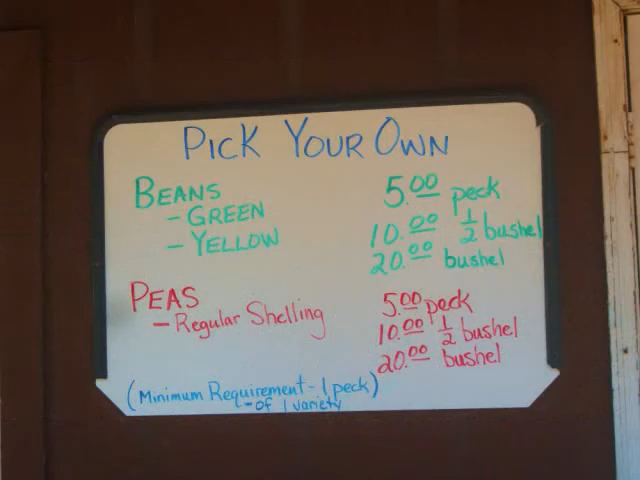 PICK YOUR OWN
BEANS 5.00 peck
- GREEN
10.00 1/2 bushel
- YELLOW
20.00 bushel
PEAS 5.00 peck
- Regular Shelling
10.00 1/2 bushel
20.00 bushel
(Minimum Requirement - 1 peck)
- of 1 variety